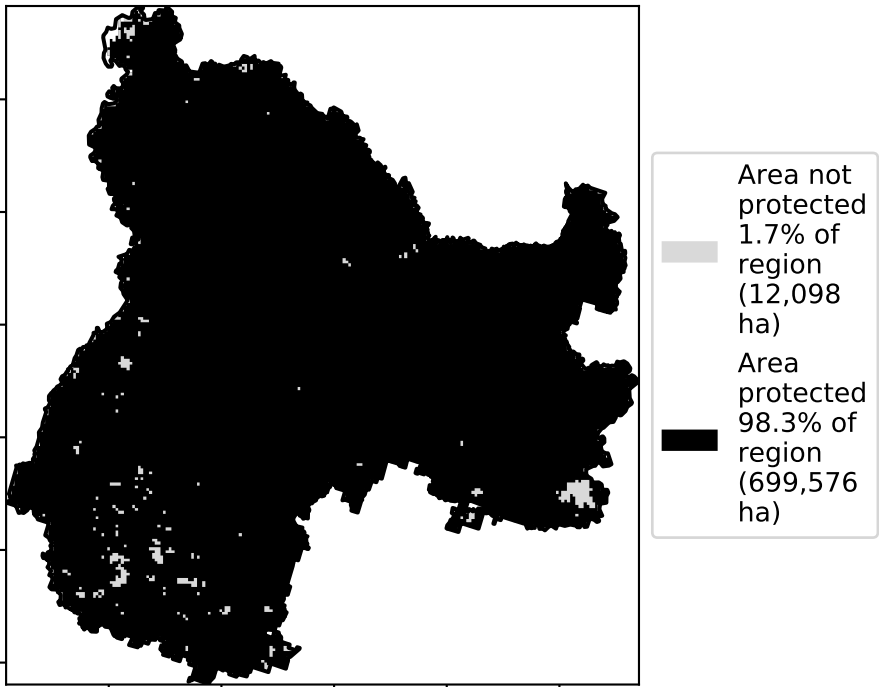 Area not
protected
1.7% of
region
(12,098
ha)
Area
protected
98.3% of
region
(699,576
ha)